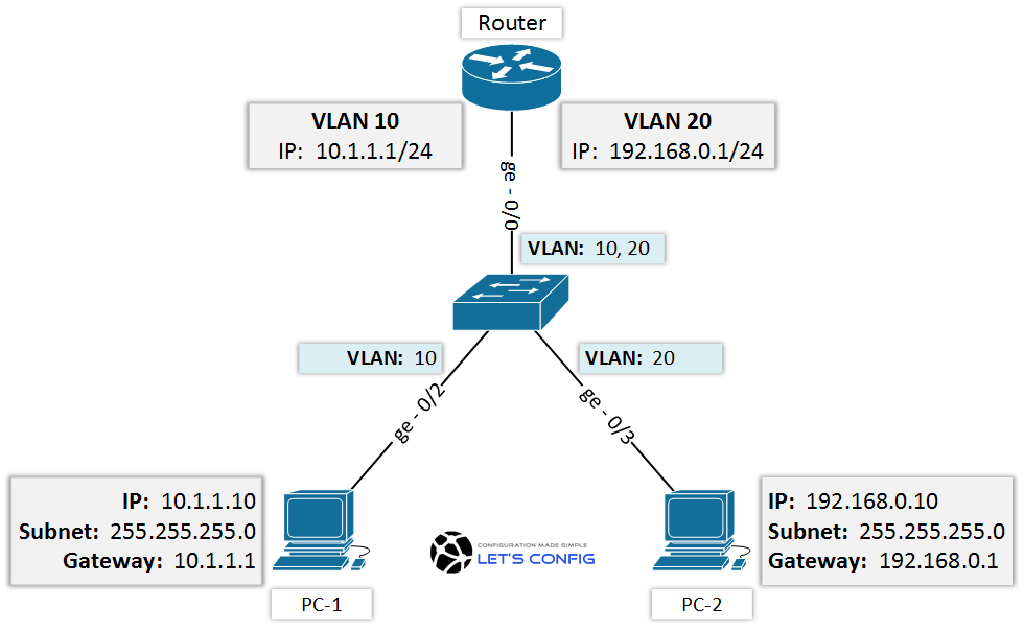 Router
VLAN 10
IP: 10.1.1.1/24
VLAN 20
IP: 192.168.0.1/24
ge - 0/0
VLAN: 10, 20
VLAN: 10
VLAN: 20
ge - 0/2
ge - 0/3
IP: 10.1.1.10
Subnet: 255.255.255.0
Gateway: 10.1.1.1
IP: 192.168.0.10
Subnet: 255.255.255.0
Gateway: 192.168.0.1
CONFIGURATION MADE SIMPLE
LET'S CONFIG
PC-1
PC-2